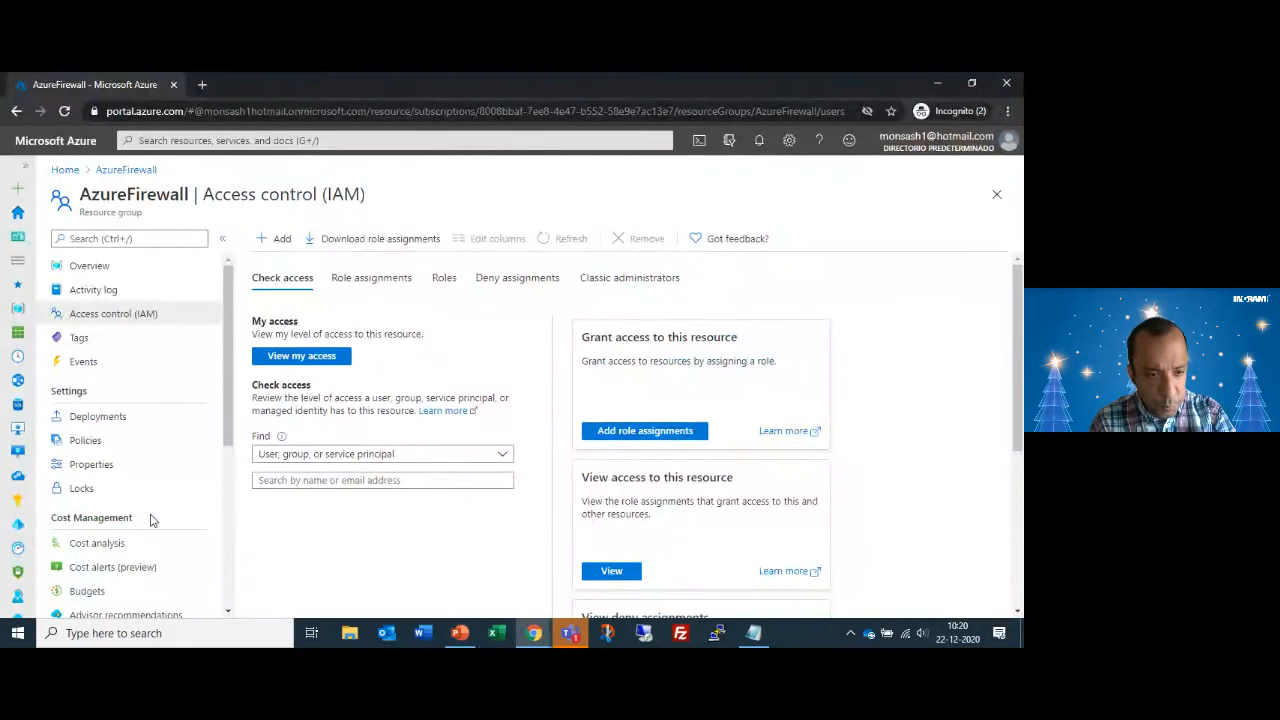 AzureFirewall - Microsoft Azure
portal.azure.com/#@monsash1hotmail.onmicrosoft.com/resource/subscriptions/8008bbaf-7ee8-4e47-b552-58e9e7ac13e7/resourceGroups/AzureFirewall/users
Incognito (2)
Microsoft Azure
Search resources, services, and docs (G+/)
monsash1@hotmail.com
DIRECTORIO PREDETERMINADO
Home > AzureFirewall
AzureFirewall | Access control (IAM)
Resource group
Search (Ctrl+/)
Add
Download role assignments
Edit columns
Refresh
Remove
Got feedback?
Overview
Activity log
Access control (IAM)
Tags
Events
Settings
Deployments
Policies
Properties
Locks
Cost Management
Cost analysis
Cost alerts (preview)
Budgets
Advisor recommendations
Check access
Role assignments
Roles
Deny assignments
Classic administrators
My access
View my level of access to this resource.
View my access
Check access
Review the level of access a user, group, service principal, or
managed identity has to this resource. Learn more
Find
User, group, or service principal
Search by name or email address
Grant access to this resource
Grant access to resources by assigning a role.
Add role assignments
Learn more
View access to this resource
View the role assignments that grant access to this and
other resources.
View
Learn more
View deny assignments
INGRAM
Type here to search
10:20
22-12-2020